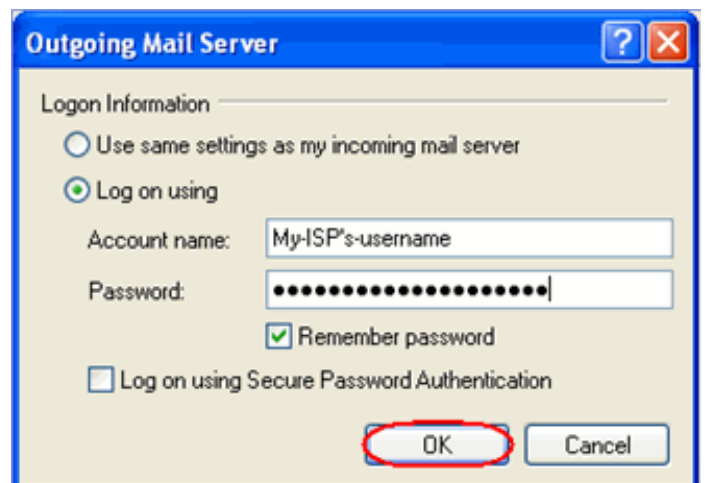 Outgoing Mail Server
Logon Information
Use same settings as my incoming mail server
Log on using
Account name: My-ISP's-username
Password: ●●●●●●●●●●●●●●●●●●●●
Remember password
Log on using Secure Password Authentication
OK Cancel